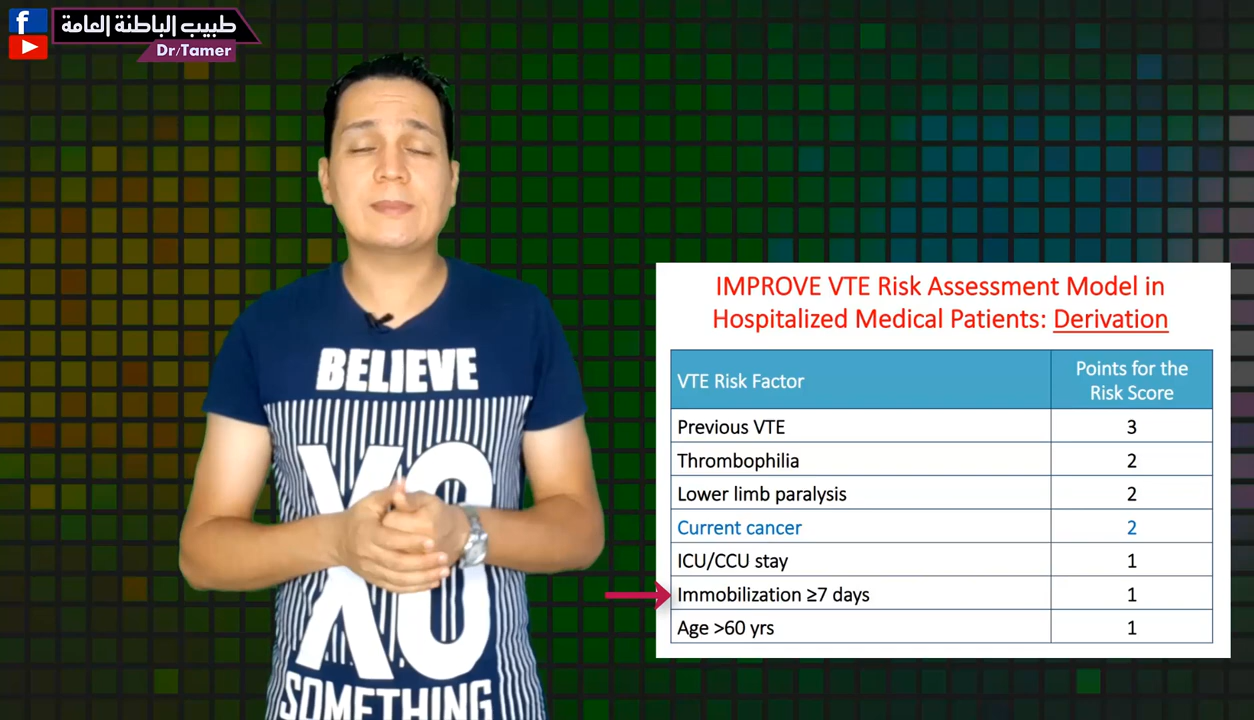 f
طبيب الباطنة العامة
Dr/Tamer
BELIEVE
XO
XO
SOMETHING
IMPROVE VTE Risk Assessment Model in
Hospitalized Medical Patients: Derivation
VTE Risk Factor
Points for the
Risk Score
Previous VTE 3
Thrombophilia 2
Lower limb paralysis 2
Current cancer 2
ICU/CCU stay 1
Immobilization ≥7 days 1
Age >60 yrs 1